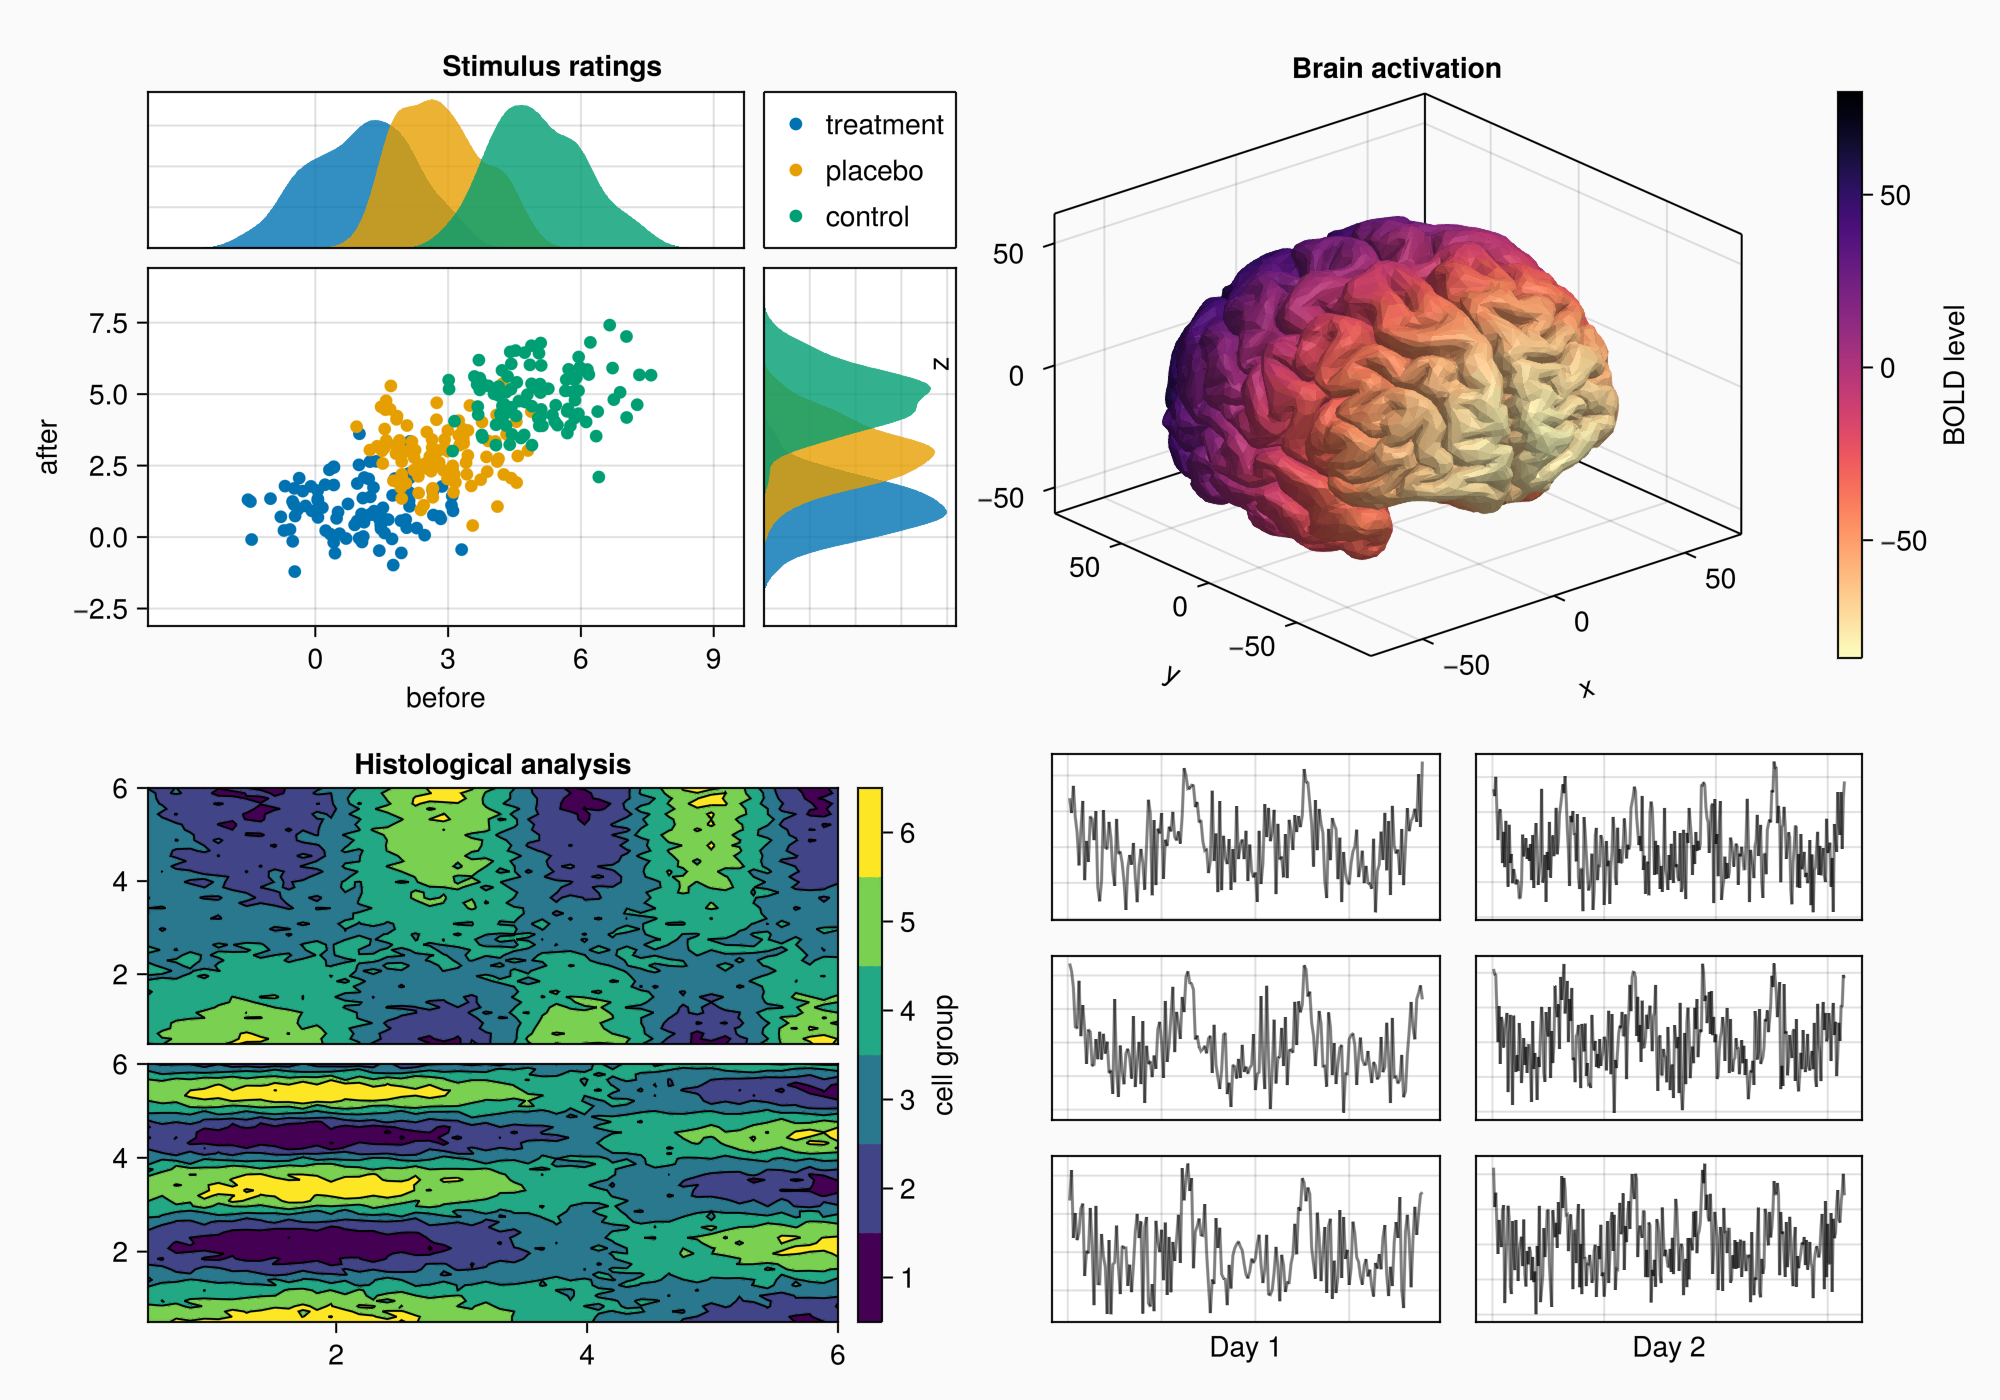 Stimulus ratings
treatment
placebo
control
7.5
5.0
2.5
0.0
−2.5
after
0
3
6
9
before
Brain activation
50
0
−50
z
50
0
−50
y
−50
0
50
x
50
0
−50
BOLD level
Histological analysis
6
4
2
6
4
2
2
4
6
6
5
4
3
2
1
cell group
Day 1
Day 2